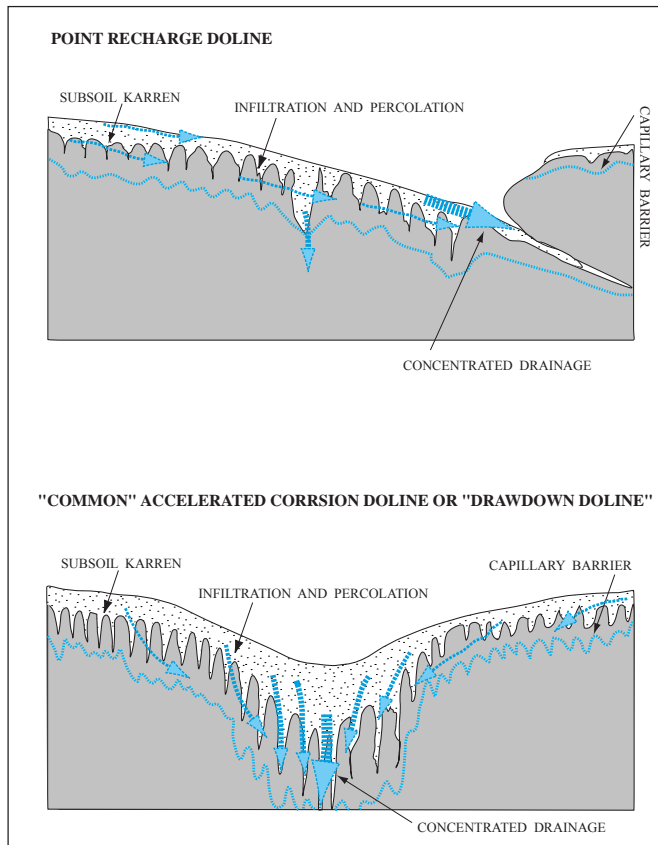 POINT RECHARGE DOLINE
SUBSOIL KARREN
INFILTRATION AND PERCOLATION
CAPILLARY BARRIER
CONCENTRATED DRAINAGE
"COMMON" ACCELERATED CORRSION DOLINE OR "DRAWDOWN DOLINE"
SUBSOIL KARREN
CAPILLARY BARRIER
INFILTRATION AND PERCOLATION
CONCENTRATED DRAINAGE